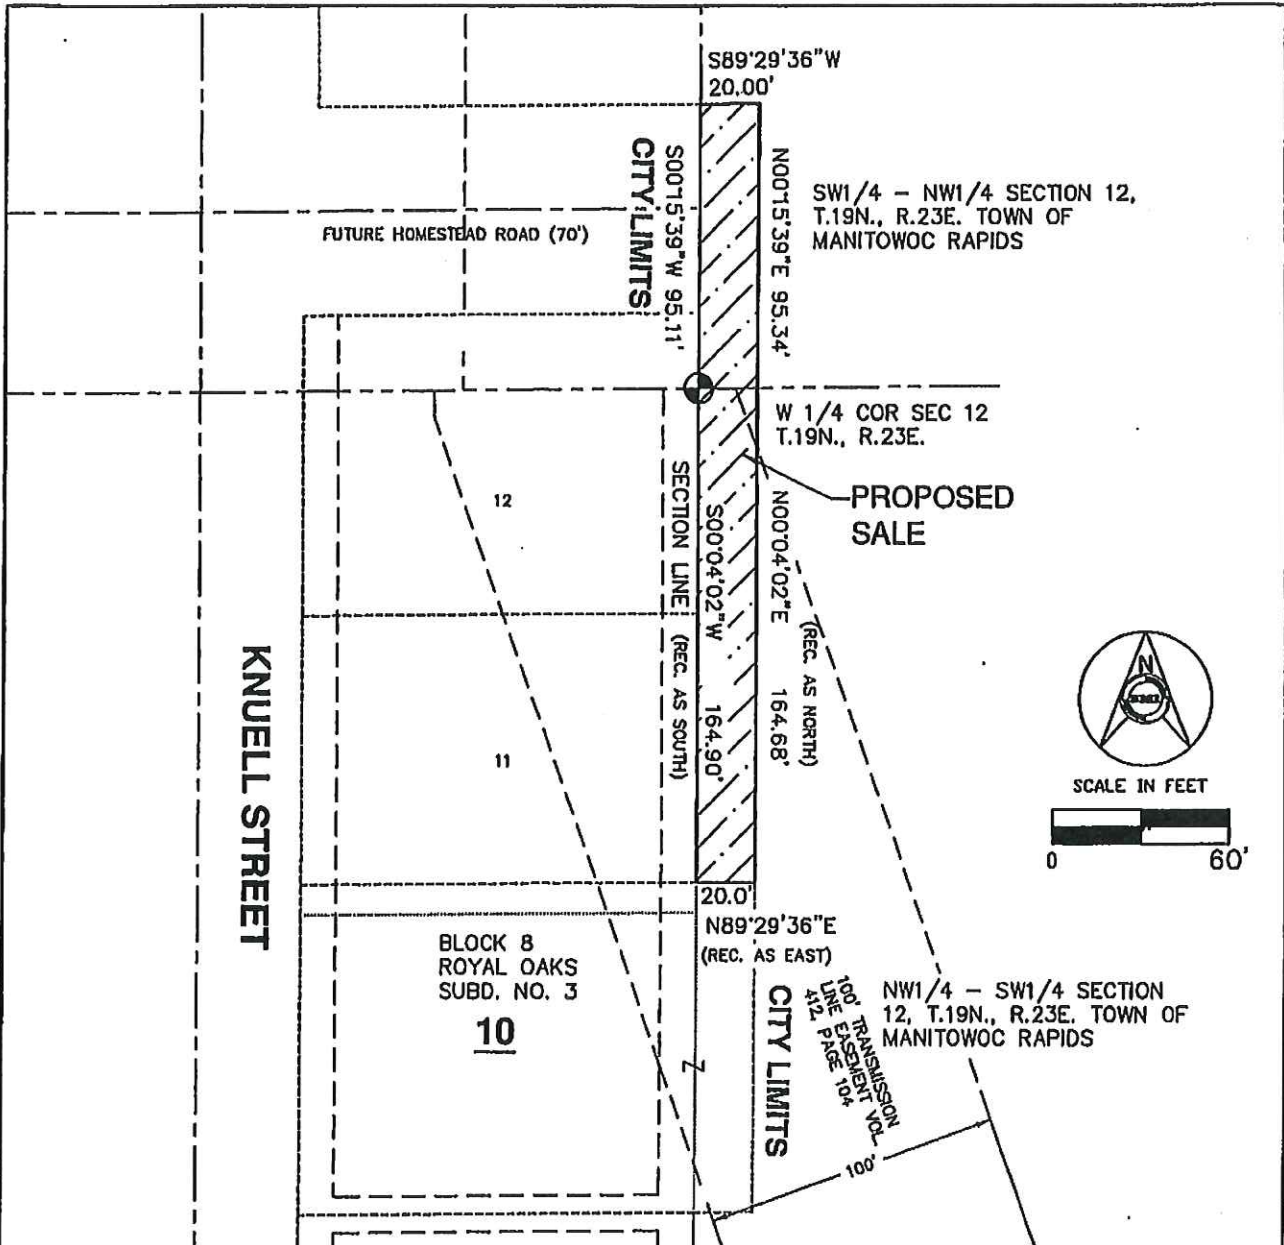 S89°29'36"W
20.00'
CITY LIMITS
S00°15'39"W 95.11'
N00°15'39"E 95.34'
SW1/4 - NW1/4 SECTION 12,
T.19N., R.23E. TOWN OF
MANITOWOC RAPIDS
FUTURE HOMESTEAD ROAD (70')
W 1/4 COR SEC 12
T.19N., R.23E.
PROPOSED
SALE
12
SECTION LINE (REC. AS SOUTH)
S00°04'02"W 164.90'
N00°04'02"E 164.68'
(REC. AS NORTH)
KNUELL STREET
11
N
SCALE IN FEET
0 60'
20.0'
N89°29'36"E
(REC. AS EAST)
BLOCK 8
ROYAL OAKS
SUBD. NO. 3
10
CITY LIMITS
100' TRANSMISSION
LINE EASEMENT VOL
412, PAGE 104
NW1/4 - SW1/4 SECTION
12, T.19N., R.23E. TOWN OF
MANITOWOC RAPIDS
100'